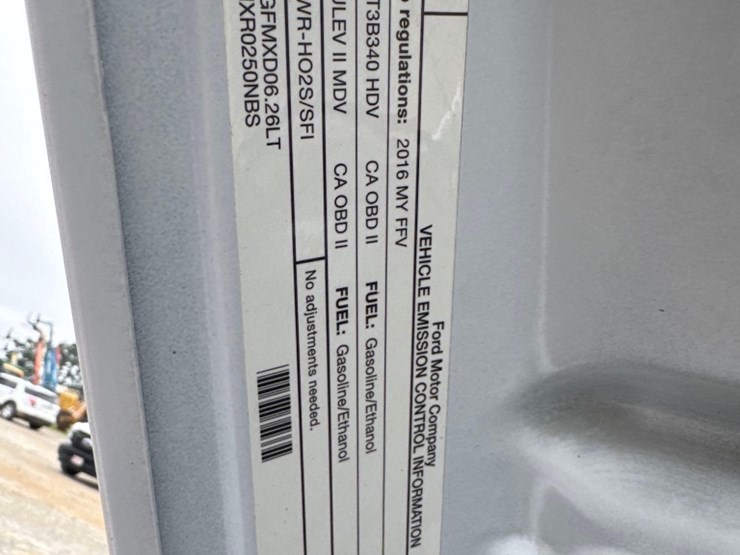 Ford Motor Company
VEHICLE EMISSION CONTROL INFORMATION
regulations: 2016 MY FFV
T3B340 HDV CA OBD II FUEL: Gasoline/Ethanol
ULEV II MDV CA OBD II FUEL: Gasoline/Ethanol
WR-HO2S/SFI No adjustments needed.
GFMXD06.26LT
XR0250NBS